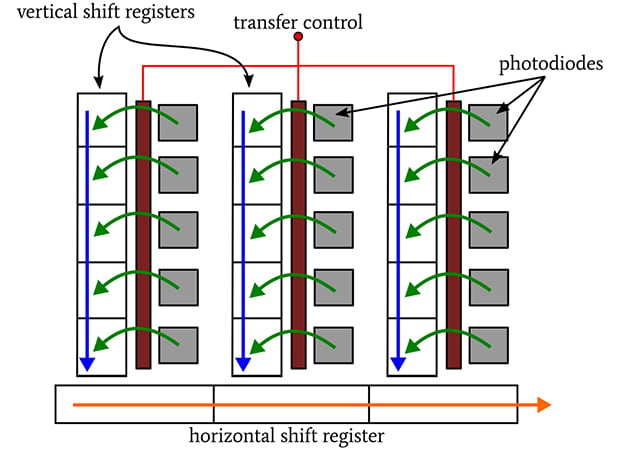 vertical shift registers
transfer control
photodiodes
horizontal shift register